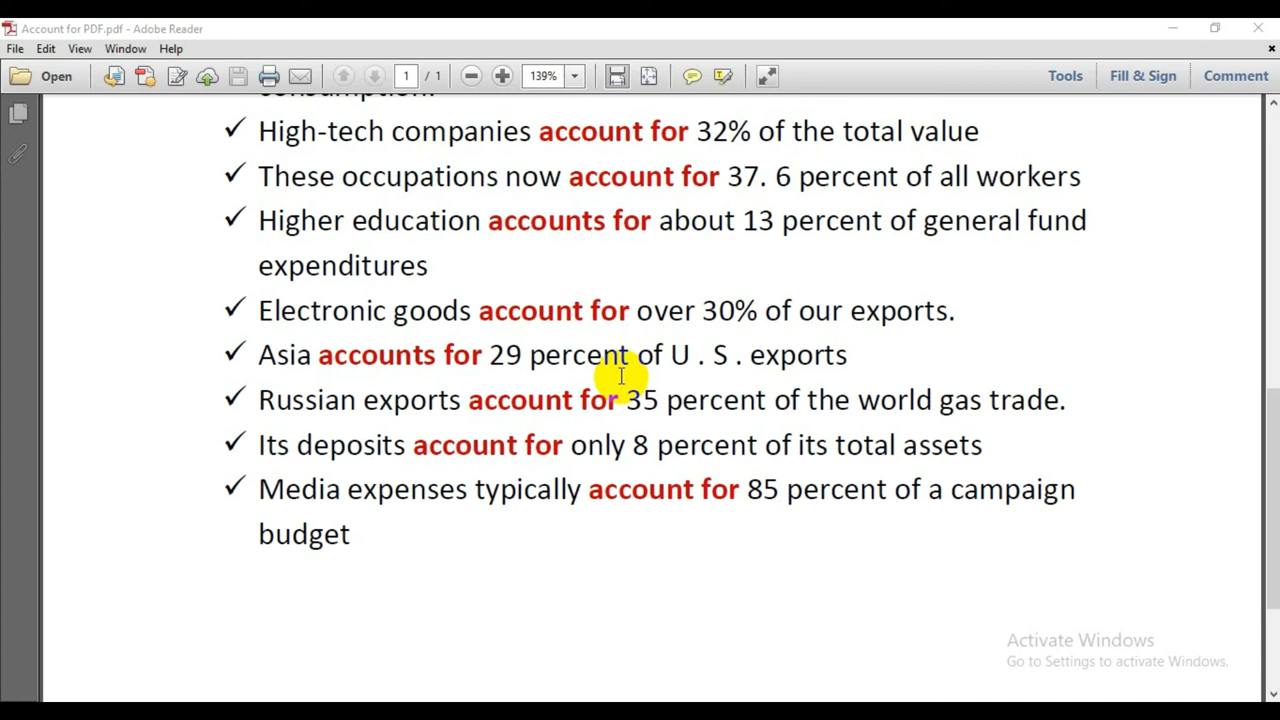 Account for PDF.pdf - Adobe Reader
File Edit View Window Help
Open 1 / 1 139% Tools Fill & Sign Comment
consumption.
✓ High-tech companies account for 32% of the total value
✓ These occupations now account for 37. 6 percent of all workers
✓ Higher education accounts for about 13 percent of general fund
expenditures
✓ Electronic goods account for over 30% of our exports.
✓ Asia accounts for 29 percent of U . S . exports
✓ Russian exports account for 35 percent of the world gas trade.
✓ Its deposits account for only 8 percent of its total assets
✓ Media expenses typically account for 85 percent of a campaign
budget
Activate Windows
Go to Settings to activate Windows.